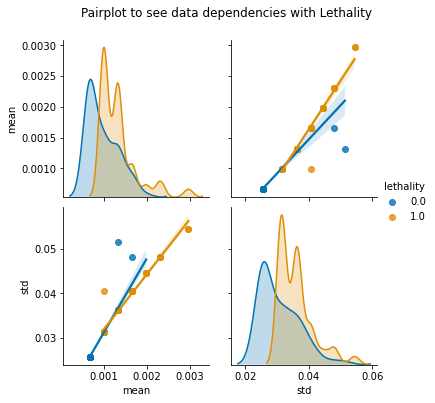 Pairplot to see data dependencies with Lethality
0.0030
0.0025
0.0020
0.0015
0.0010
mean
lethality
0.0
1.0
0.05
0.04
0.03
std
0.001 0.002 0.003
mean
0.02 0.04 0.06
std